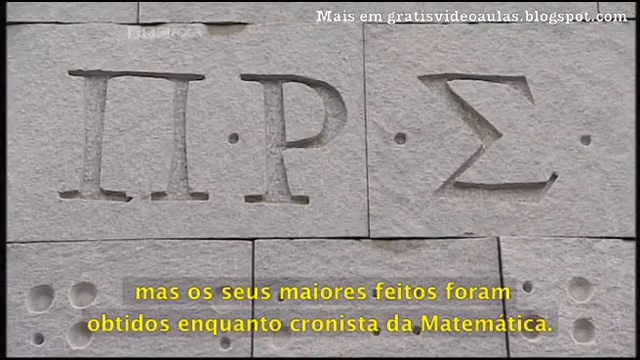 Mais em gratisvideoaulas.blogspot.com
Π·Ρ·Σ·
mas os seus maiores feitos foram
obtidos enquanto cronista da Matemática.